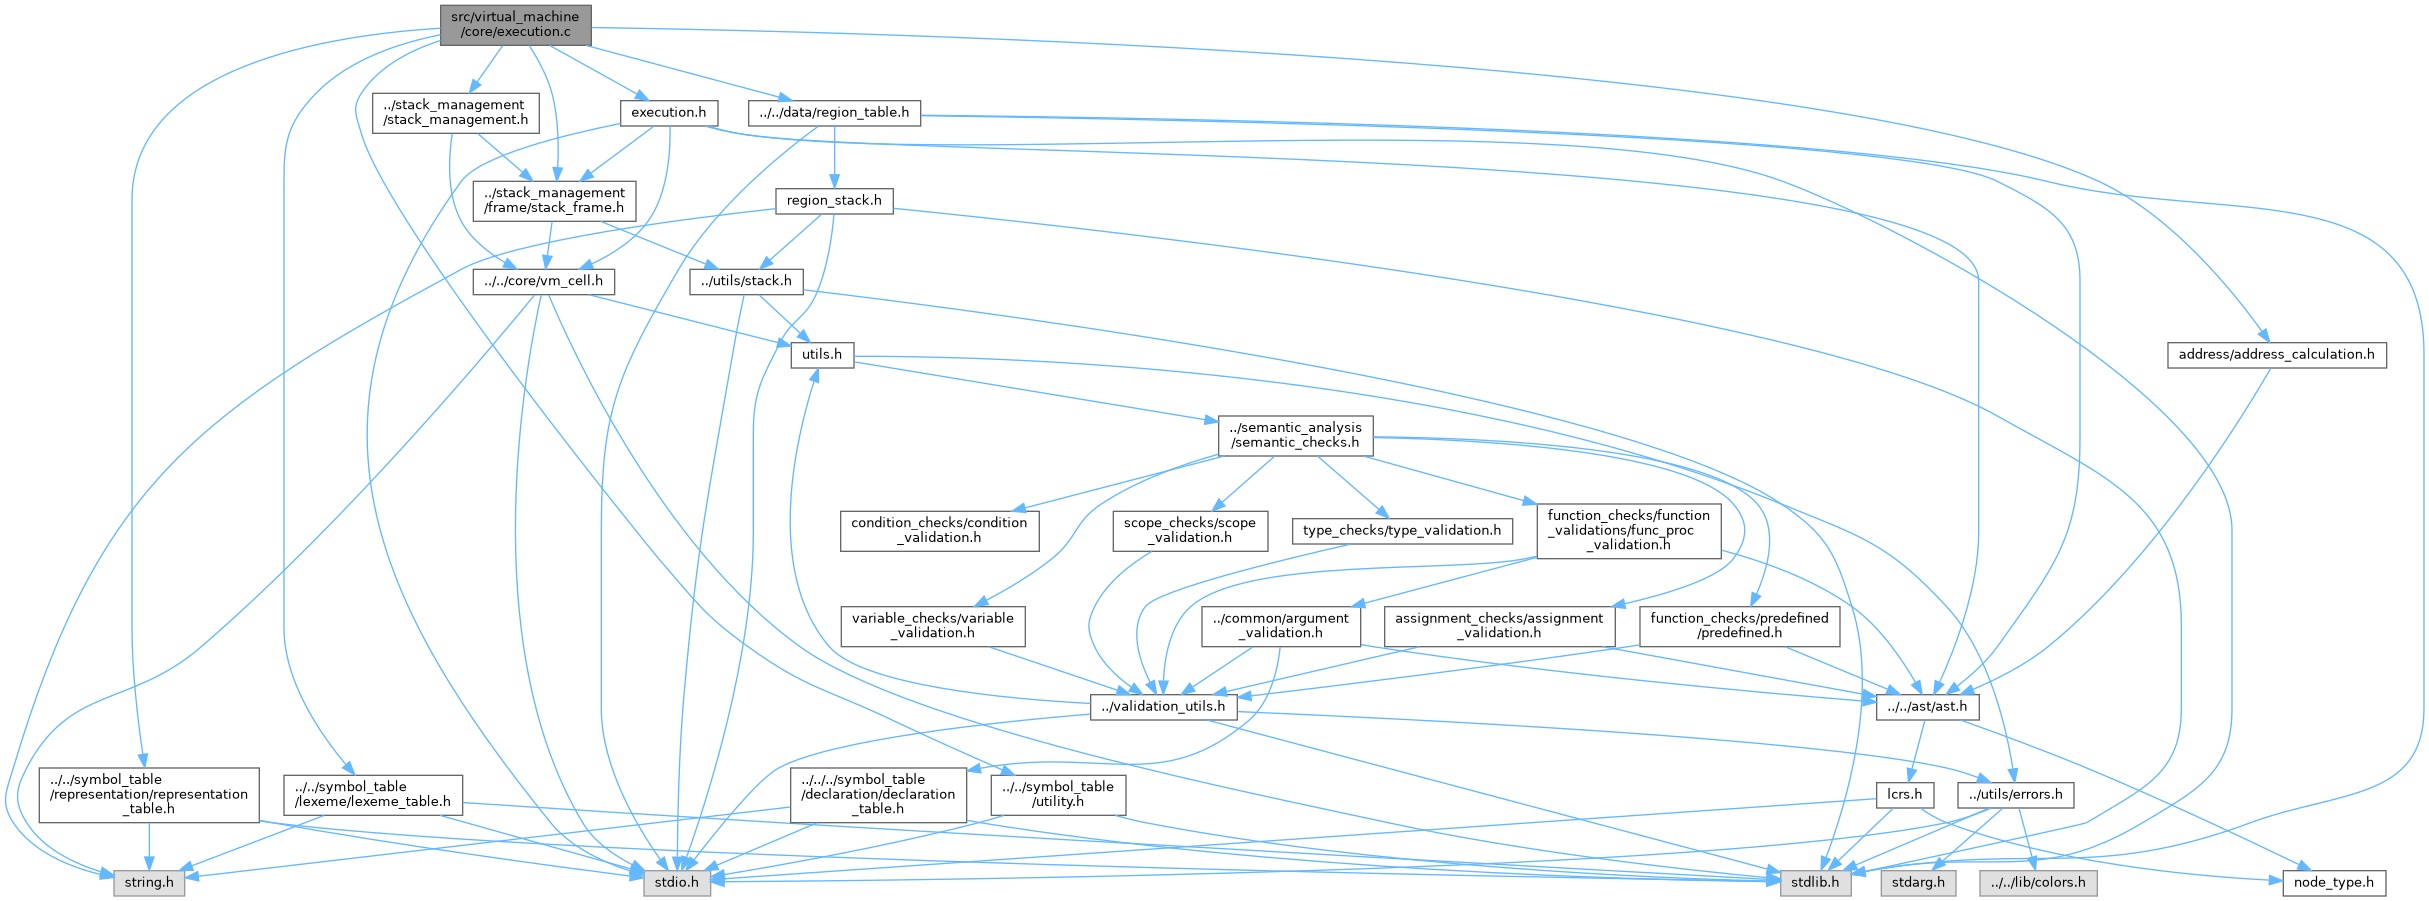 src/virtual_machine
/core/execution.c
../stack_management
/stack_management.h
execution.h
../../data/region_table.h
../stack_management
/frame/stack_frame.h
region_stack.h
../../core/vm_cell.h
../utils/stack.h
utils.h
address/address_calculation.h
../semantic_analysis
/semantic_checks.h
condition_checks/condition
_validation.h
scope_checks/scope
_validation.h
type_checks/type_validation.h
function_checks/function
_validations/func_proc
_validation.h
variable_checks/variable
_validation.h
../common/argument
_validation.h
assignment_checks/assignment
_validation.h
function_checks/predefined
/predefined.h
../validation_utils.h
../../ast/ast.h
../../symbol_table
/representation/representation
_table.h
../../symbol_table
/lexeme/lexeme_table.h
../../../symbol_table
/declaration/declaration
_table.h
../../symbol_table
/utility.h
lcrs.h
../utils/errors.h
string.h
stdio.h
stdlib.h
stdarg.h
../../lib/colors.h
node_type.h